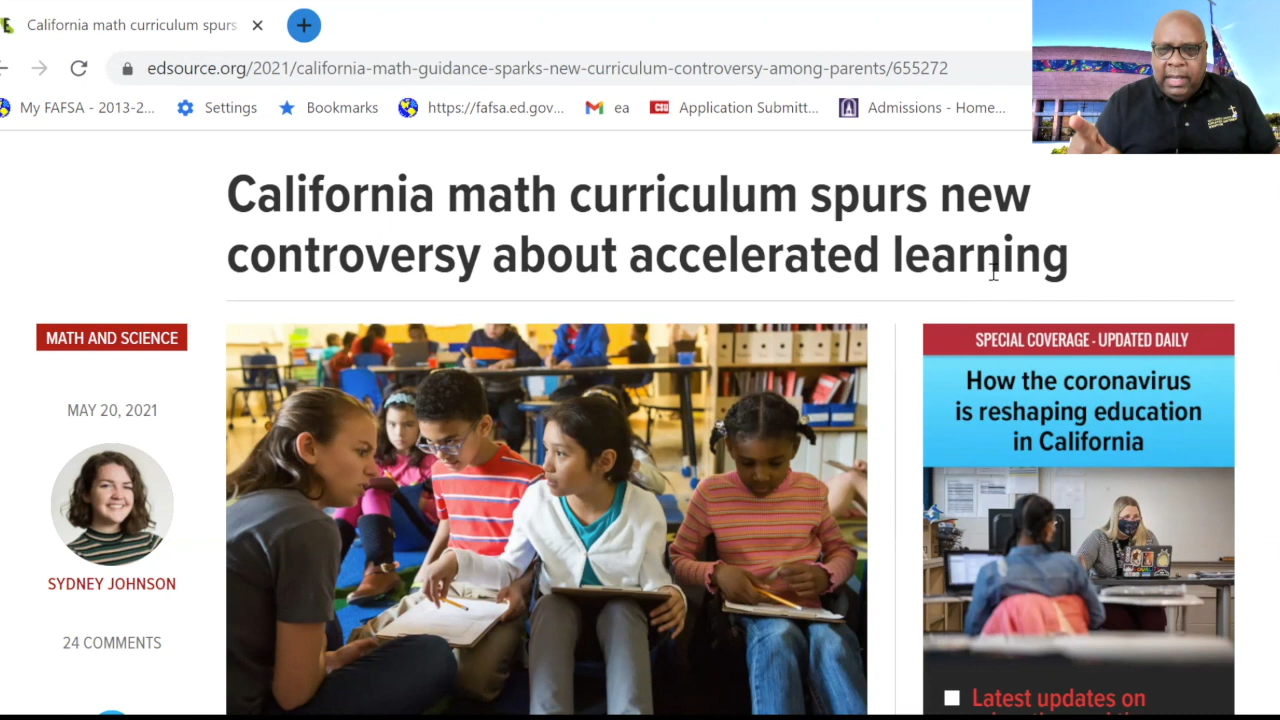 California math curriculum spurs
edsource.org/2021/california-math-guidance-sparks-new-curriculum-controversy-among-parents/655272
My FAFSA - 2013-2... Settings Bookmarks https://fafsa.ed.gov... ea CSU Application Submitt... Admissions - Home...
California math curriculum spurs new
controversy about accelerated learning
MATH AND SCIENCE
MAY 20, 2021
SYDNEY JOHNSON
24 COMMENTS
SPECIAL COVERAGE - UPDATED DAILY
How the coronavirus
is reshaping education
in California
Latest updates on